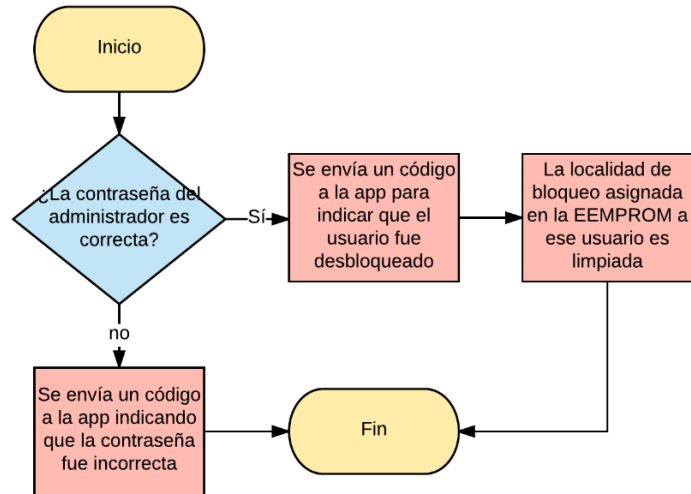 Inicio
¿La contraseña del
administrador es
correcta?
Sí
Se envía un código
a la app para
indicar que el
usuario fue
desbloqueado
La localidad de
bloqueo asignada
en la EEMPROM a
ese usuario es
limpiada
no
Se envía un código
a la app indicando
que la contraseña
fue incorrecta
Fin